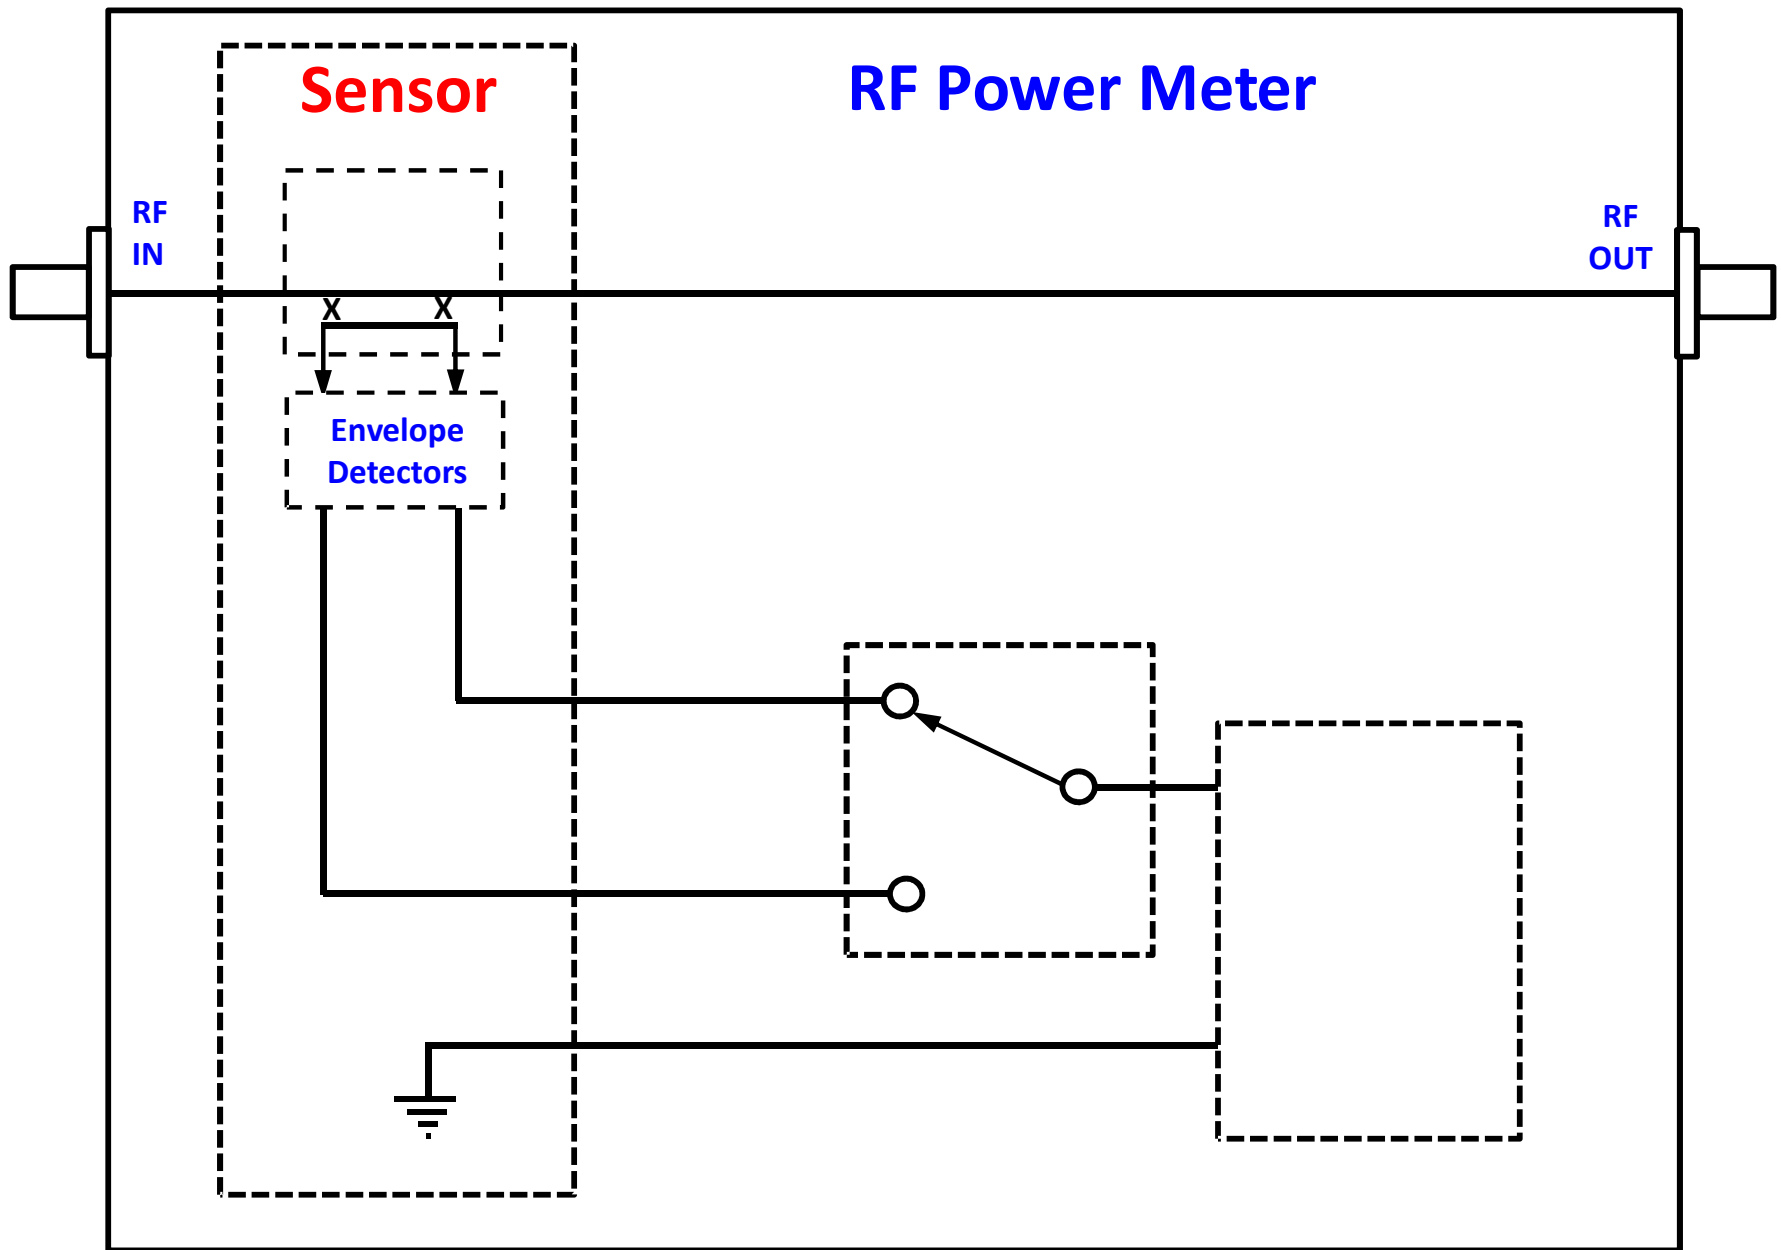 Sensor
RF Power Meter
RF
IN
RF
OUT
X X
Envelope
Detectors